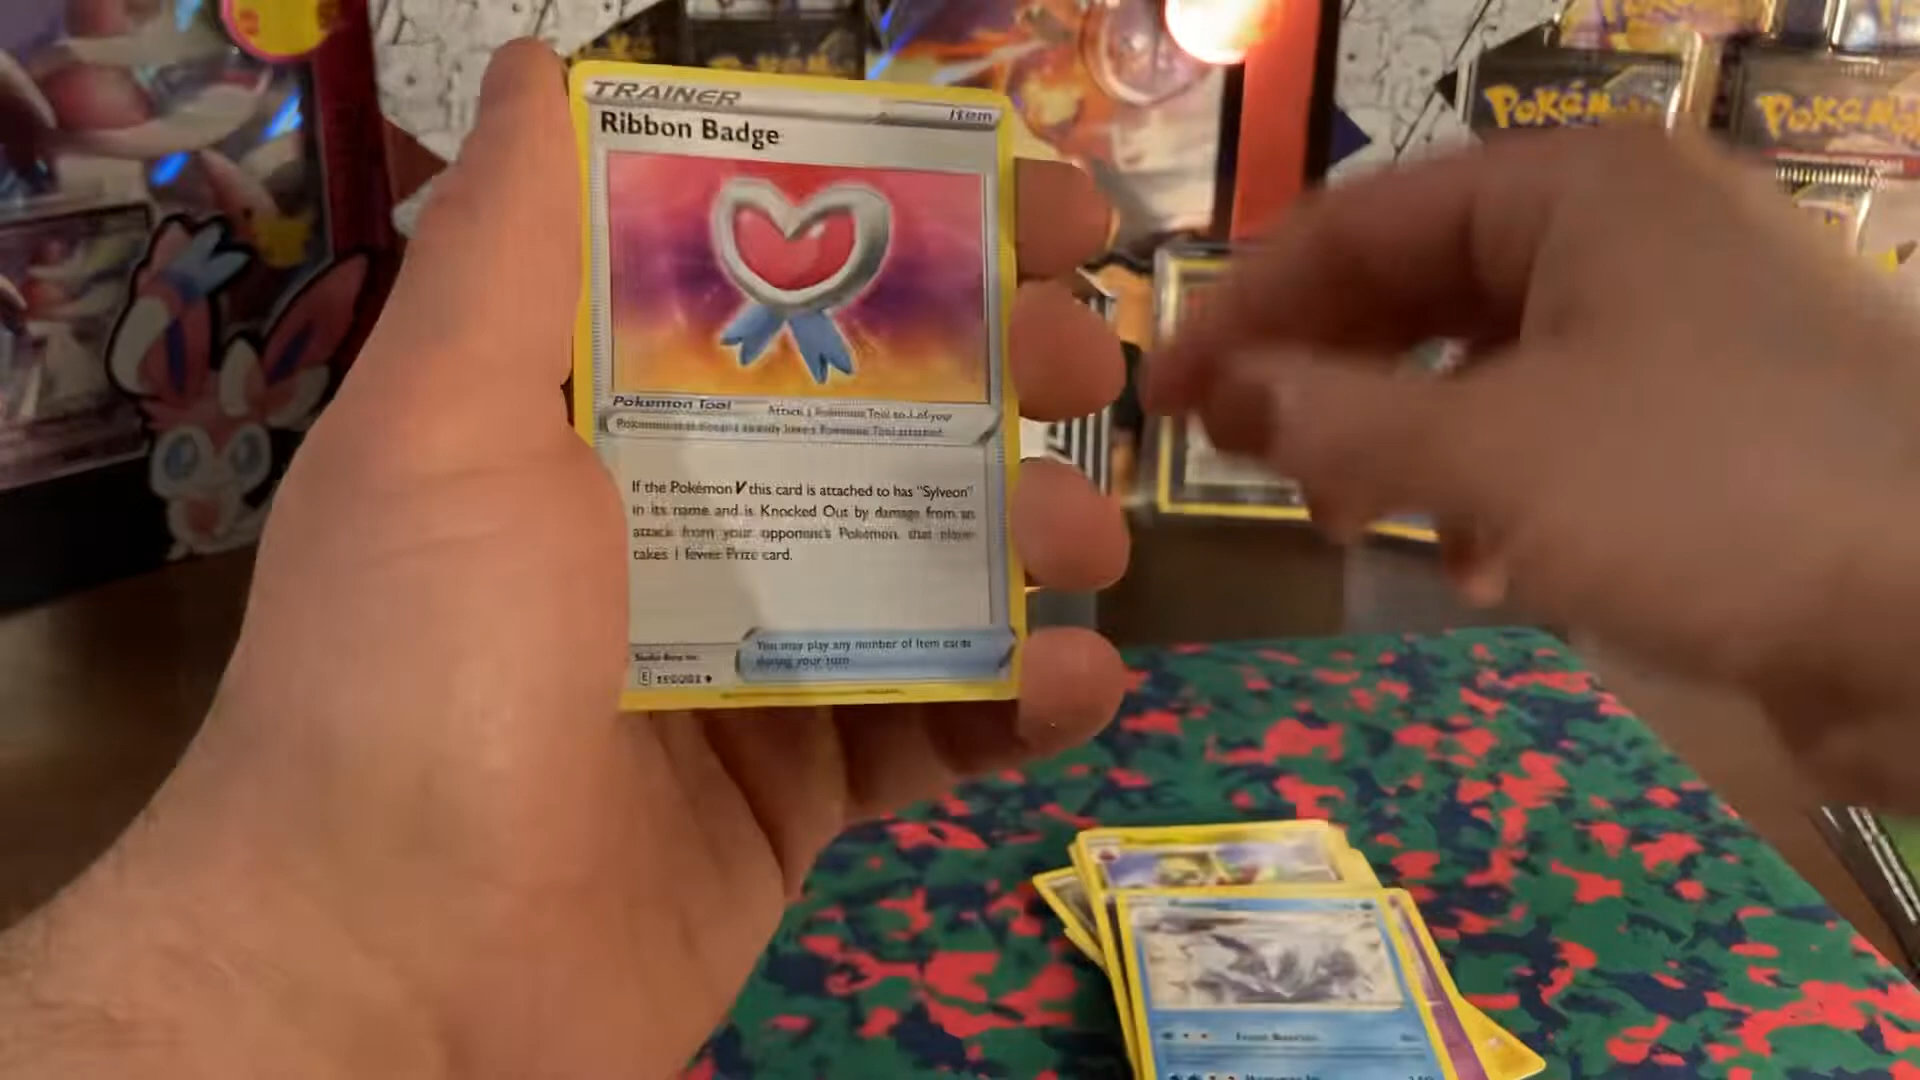 TRAINER
Item
Ribbon Badge
Pokémon Tool
Attach a Pokémon Tool to 1 of your
Pokémon that doesn't already have a Pokémon Tool attached.
If the Pokémon V this card is attached to has "Sylveon"
in its name and is Knocked Out by damage from an
attack from your opponent's Pokémon, that player
takes 1 fewer Prize card.
You may play any number of Item cards
during your turn.
E
Pokémon
Pokémon